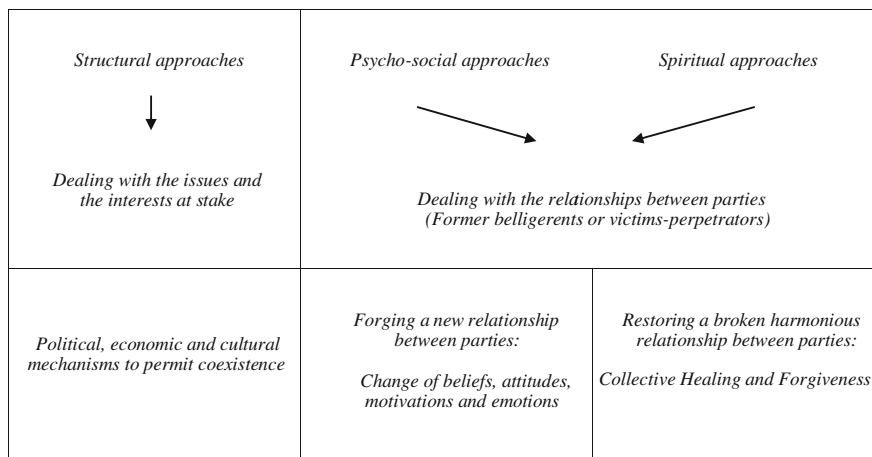 Structural approaches
Psycho-social approaches
Spiritual approaches
Dealing with the issues and
the interests at stake
Dealing with the relationships between parties
(Former belligerents or victims-perpetrators)
Political, economic and cultural
mechanisms to permit coexistence
Forging a new relationship
between parties:
Change of beliefs, attitudes,
motivations and emotions
Restoring a broken harmonious
relationship between parties:
Collective Healing and Forgiveness